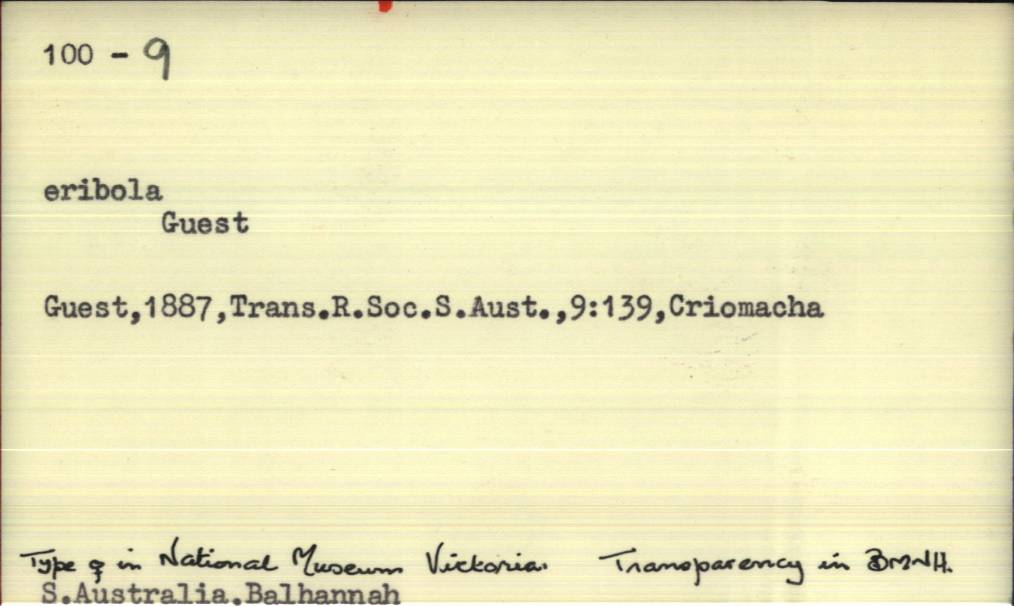 100 - 9
eribola
Guest
Guest,1887,Trans.R.Soc.S.Aust.,9:139,Criomacha
Type ♀ in National Museum Victoria. Transparency in BMNH.
S.Australia.Balhannah